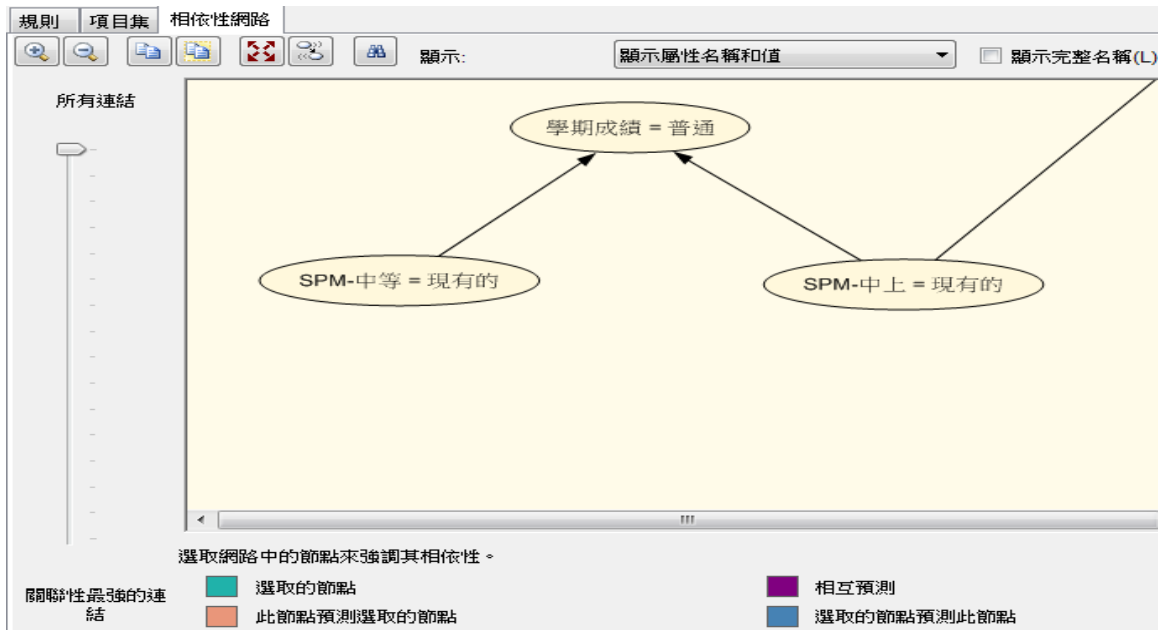 規則 項目集 相依性網路
顯示: 顯示屬性名稱和值 顯示完整名稱(L)
所有連結
學期成績 = 普通
SPM-中等 = 現有的
SPM-中上 = 現有的
選取網路中的節點來強調其相依性。
關聯性最強的連
結
選取的節點
相互預測
此節點預測選取的節點
選取的節點預測此節點